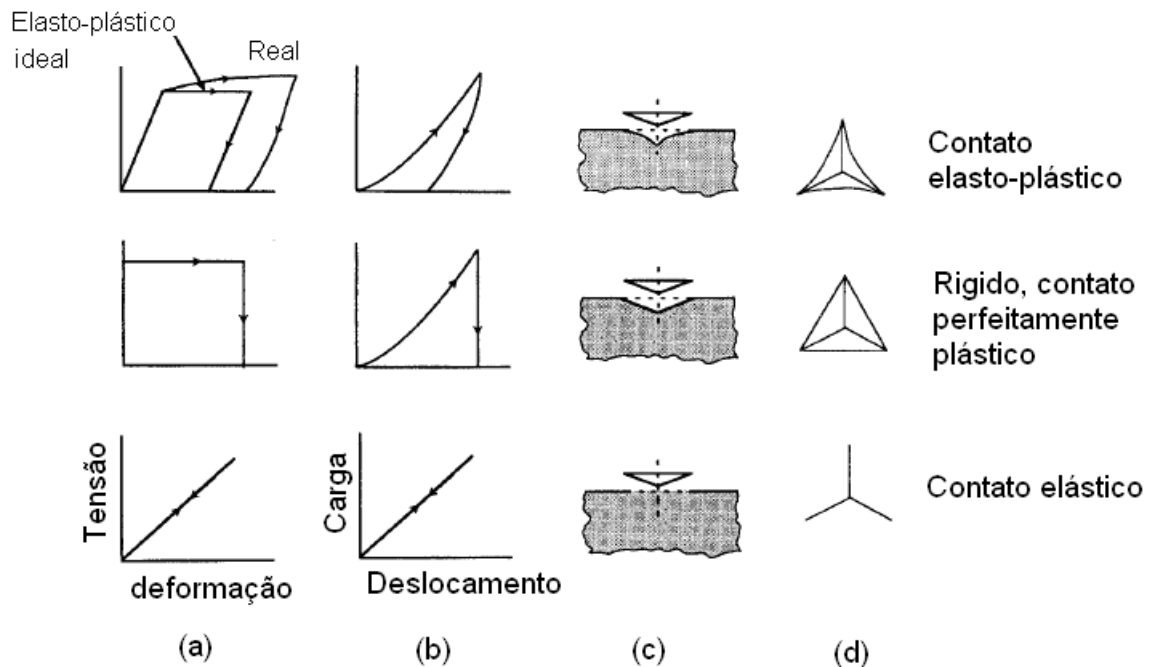 Elasto-plástico
ideal
Real
Contato
elasto-plástico
Rigido, contato
perfeitamente
plástico
Tensão
deformação
Carga
Deslocamento
Contato elástico
(a)
(b)
(c)
(d)